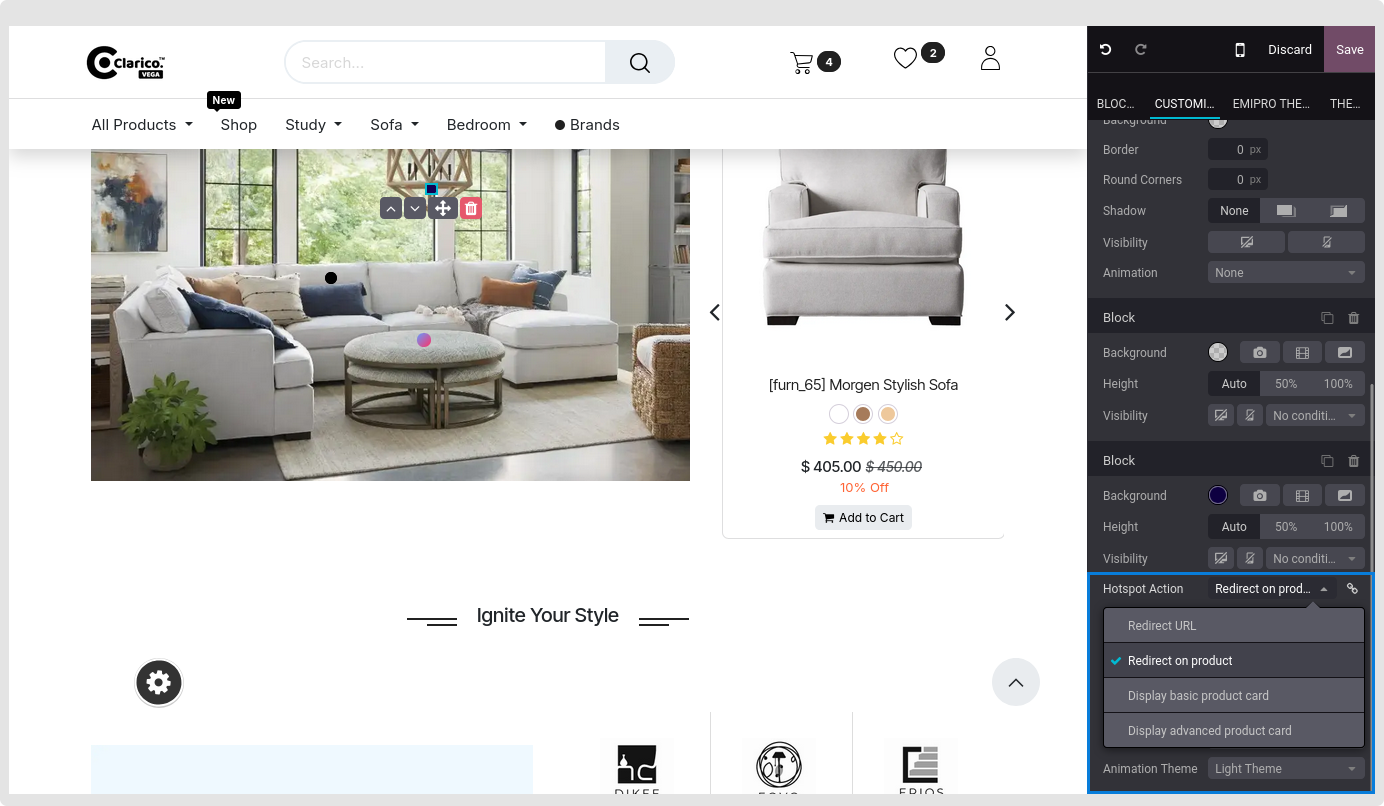 Clarico.
VEGA
Search...
4
2
Discard
Save
New
All Products
Shop
Study
Sofa
Bedroom
Brands
BLOC...
CUSTOMI...
EMIPRO THE...
THE...
Background
Border
0 px
Round Corners
0 px
Shadow
None
Visibility
Animation
None
Block
Background
Height
Auto
50%
100%
Visibility
No conditi...
Block
Background
Height
Auto
50%
100%
Visibility
No conditi...
Hotspot Action
Redirect on prod...
Redirect URL
Redirect on product
Display basic product card
Display advanced product card
Animation Theme
Light Theme
[furn_65] Morgen Stylish Sofa
$ 405.00 $ 450.00
10% Off
Add to Cart
Ignite Your Style